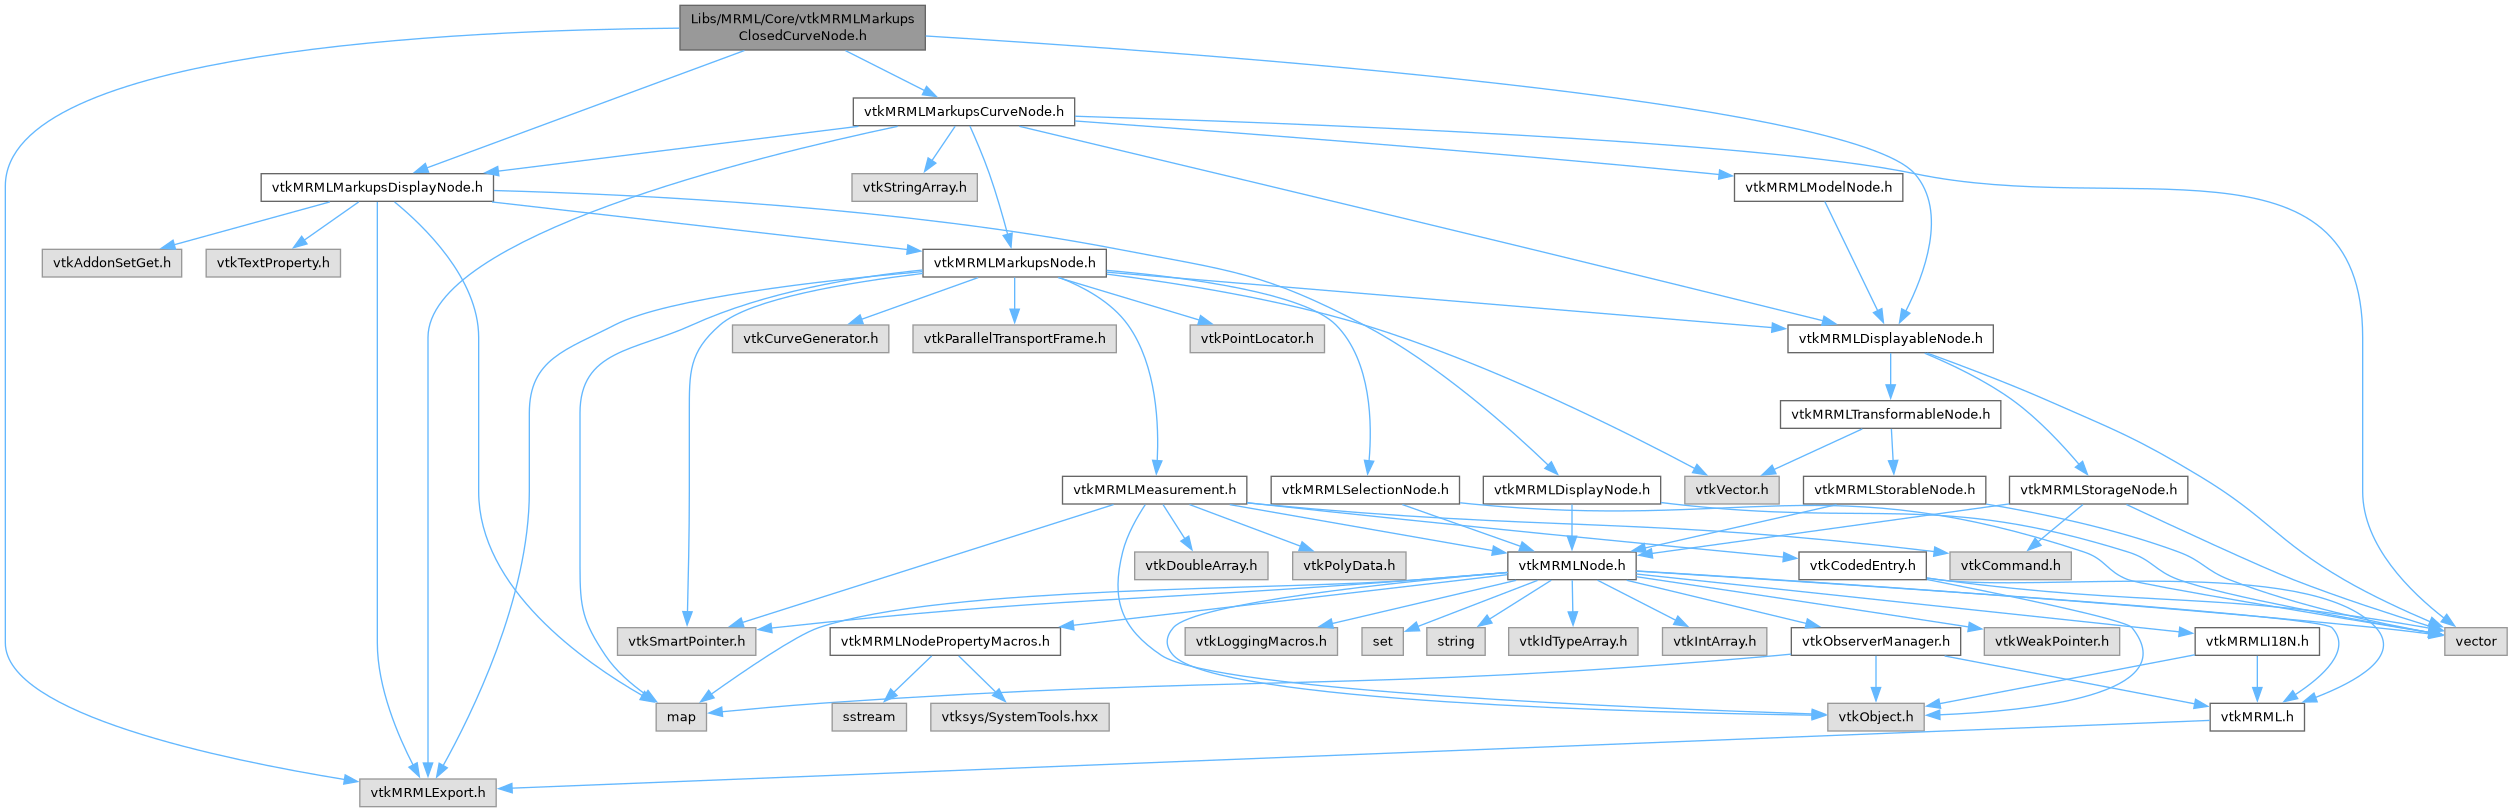 Libs/MRML/Core/vtkMRMLMarkups
ClosedCurveNode.h
vtkMRMLMarkupsCurveNode.h
vtkMRMLMarkupsDisplayNode.h
vtkStringArray.h
vtkMRMLModelNode.h
vtkAddonSetGet.h
vtkTextProperty.h
vtkMRMLMarkupsNode.h
vtkCurveGenerator.h
vtkParallelTransportFrame.h
vtkPointLocator.h
vtkMRMLDisplayableNode.h
vtkMRMLTransformableNode.h
vtkMRMLMeasurement.h
vtkMRMLSelectionNode.h
vtkMRMLDisplayNode.h
vtkVector.h
vtkMRMLStorableNode.h
vtkMRMLStorageNode.h
vtkDoubleArray.h
vtkPolyData.h
vtkMRMLNode.h
vtkCodedEntry.h
vtkCommand.h
vtkSmartPointer.h
vtkMRMLNodePropertyMacros.h
vtkLoggingMacros.h
set
string
vtkIdTypeArray.h
vtkIntArray.h
vtkObserverManager.h
vtkWeakPointer.h
vtkMRMLI18N.h
vector
map
sstream
vtksys/SystemTools.hxx
vtkObject.h
vtkMRML.h
vtkMRMLExport.h